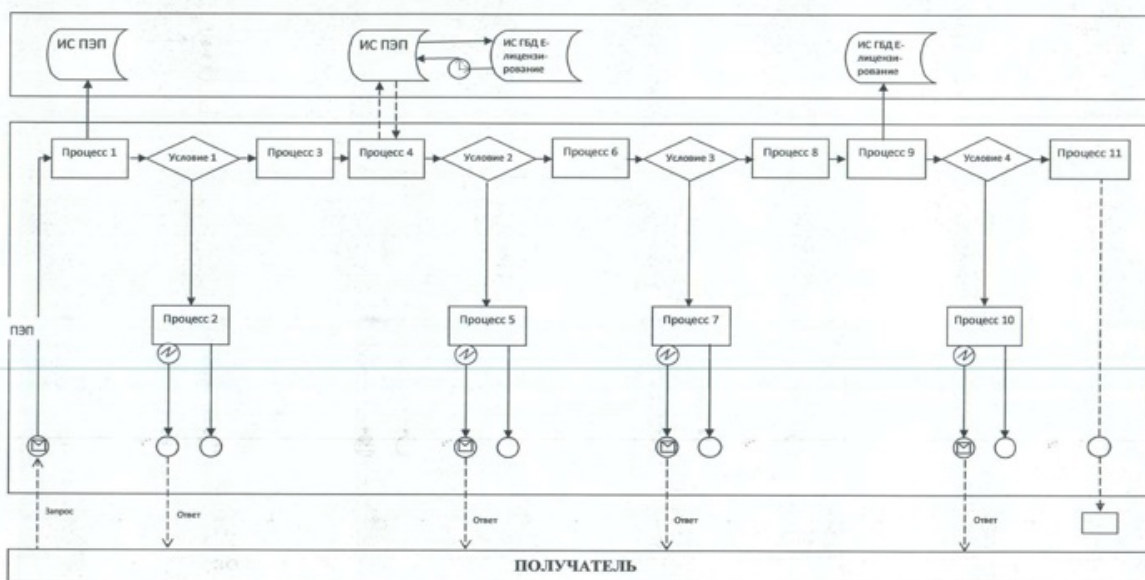 ИС ПЭП
ИС ПЭП
ИС ГБД Е-
лицензи-
рование
ИС ГБД Е-
лицензи-
рование
Процесс 1
Условие 1
Процесс 3
Процесс 4
Условие 2
Процесс 6
Условие 3
Процесс 8
Процесс 9
Условие 4
Процесс 11
Процесс 2
Процесс 5
Процесс 7
Процесс 10
ПЭП
Запрос
Ответ
Ответ
Ответ
Ответ
ПОЛУЧАТЕЛЬ